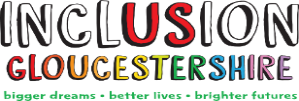 INCLUSION
GLOUCESTERSHIRE
bigger dreams • better lives • brighter futures